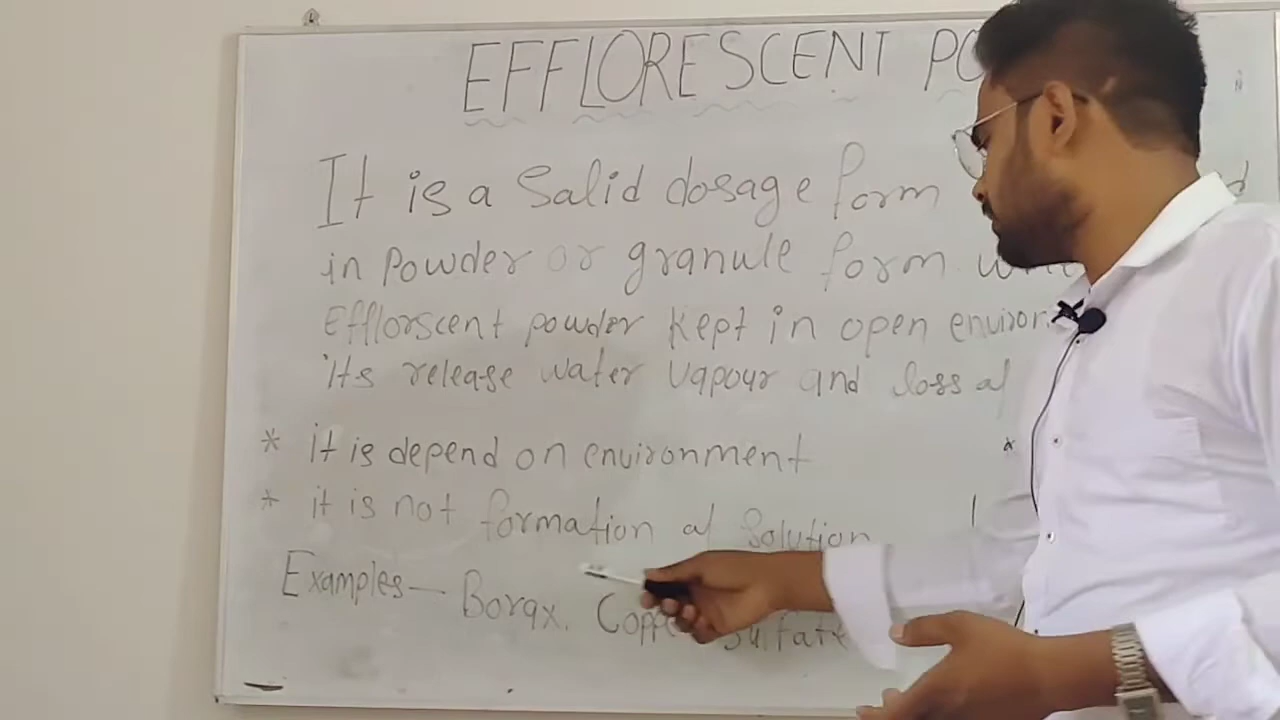 EFFLORESCENT PO
It is a Salid dosage form
in Powder or granule form
Efflorscent powder kept in open environ
its release water vapour and loss of
* it is depend on environment
* it is not formation of solution
Examples— Borax. Copper sulfate